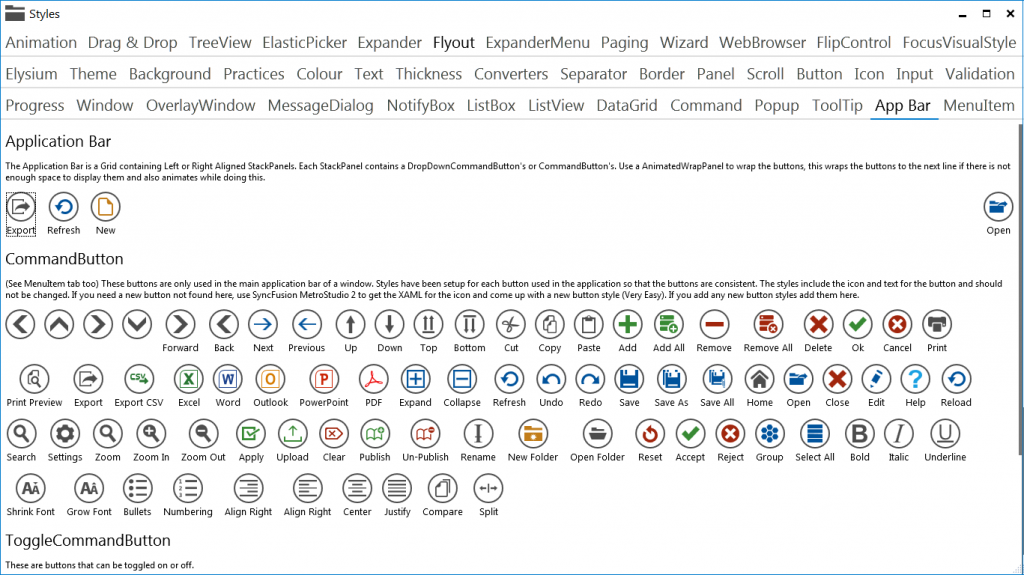 Styles
Animation Drag & Drop TreeView ElasticPicker Expander Flyout ExpanderMenu Paging Wizard WebBrowser FlipControl FocusVisualStyle
Elysium Theme Background Practices Colour Text Thickness Converters Separator Border Panel Scroll Button Icon Input Validation
Progress Window OverlayWindow MessageDialog NotifyBox ListBox ListView DataGrid Command Popup ToolTip App Bar MenuItem
Application Bar
The Application Bar is a Grid containing Left or Right Aligned StackPanels. Each StackPanel contains a DropDownCommandButton's or CommandButton's. Use a AnimatedWrapPanel to wrap the buttons, this wraps the buttons to the next line if there is not
enough space to display them and also animates while doing this.
Export Refresh New Open
CommandButton
(See MenuItem tab too) These buttons are only used in the main application bar of a window. Styles have been setup for each button used in the application so that the buttons are consistent. The styles include the icon and text for the button and should
not be changed. If you need a new button not found here, use SyncFusion MetroStudio 2 to get the XAML for the icon and come up with a new button style (Very Easy). If you add any new button styles add them here.
Forward Back Next Previous Up Down Top Bottom Cut Copy Paste Add Add All Remove Remove All Delete Ok Cancel Print
CSV X W O P
Print Preview Export Export CSV Excel Word Outlook PowerPoint PDF Expand Collapse Refresh Undo Redo Save Save As Save All Home Open Close Edit Help Reload
Search Settings Zoom Zoom In Zoom Out Apply Upload Clear Publish Un-Publish Rename New Folder Open Folder Reset Accept Reject Group Select All Bold Italic Underline
Shrink Font Grow Font Bullets Numbering Align Right Align Right Center Justify Compare Split
ToggleCommandButton
These are buttons that can be toggled on or off.